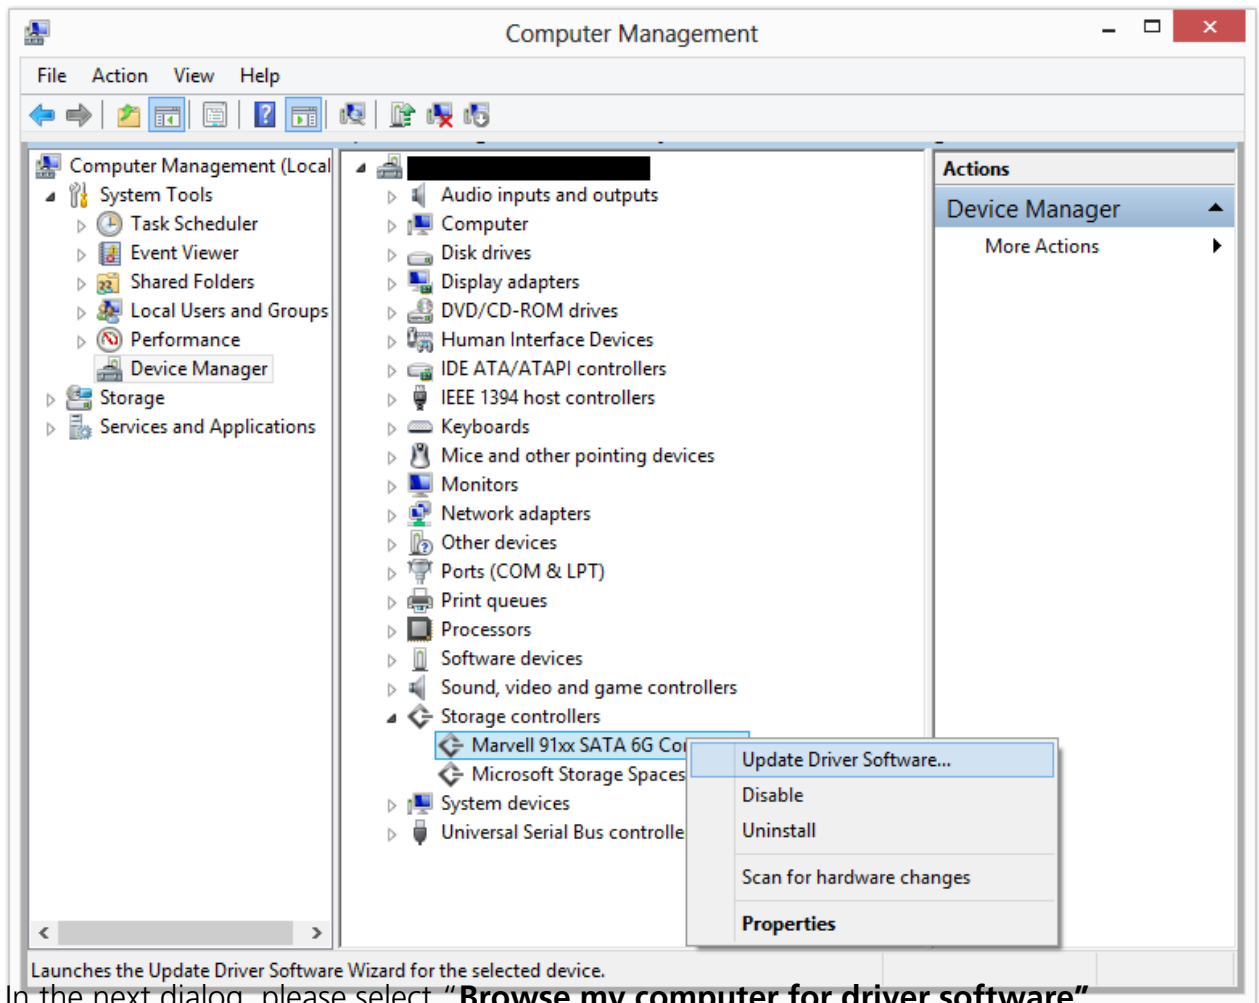 Computer Management
File Action View Help
Computer Management (Local
System Tools
Task Scheduler
Event Viewer
Shared Folders
Local Users and Groups
Performance
Device Manager
Storage
Services and Applications
Audio inputs and outputs
Computer
Disk drives
Display adapters
DVD/CD-ROM drives
Human Interface Devices
IDE ATA/ATAPI controllers
IEEE 1394 host controllers
Keyboards
Mice and other pointing devices
Monitors
Network adapters
Other devices
Ports (COM & LPT)
Print queues
Processors
Software devices
Sound, video and game controllers
Storage controllers
Marvell 91xx SATA 6G Co
Microsoft Storage Spaces
System devices
Universal Serial Bus controlle
Update Driver Software...
Disable
Uninstall
Scan for hardware changes
Properties
Actions
Device Manager
More Actions
Launches the Update Driver Software Wizard for the selected device.
In the next dialog, please select “Browse my computer for driver software”